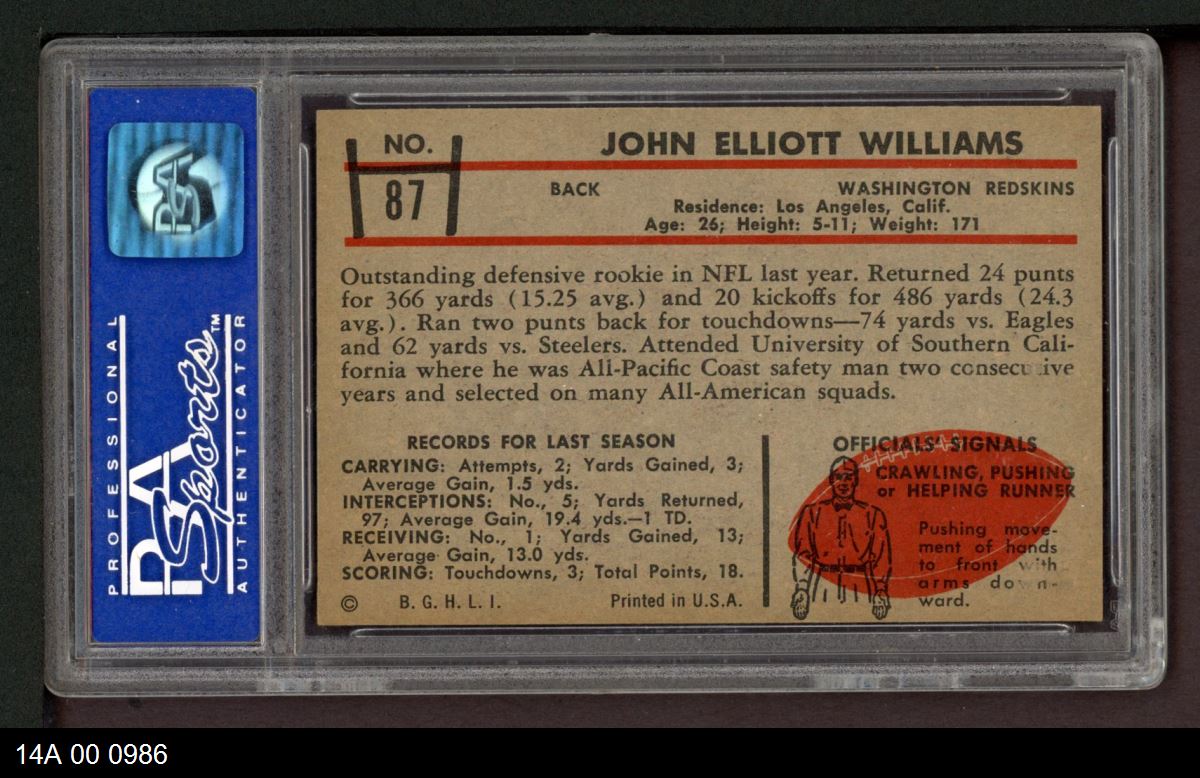 PSA
PROFESSIONAL
PSA Sports™
AUTHENTICATOR
NO.
87
JOHN ELLIOTT WILLIAMS
BACK WASHINGTON REDSKINS
Residence: Los Angeles, Calif.
Age: 26; Height: 5-11; Weight: 171
Outstanding defensive rookie in NFL last year. Returned 24 punts
for 366 yards (15.25 avg.) and 20 kickoffs for 486 yards (24.3
avg.). Ran two punts back for touchdowns—74 yards vs. Eagles
and 62 yards vs. Steelers. Attended University of Southern Cali-
fornia where he was All-Pacific Coast safety man two consecutive
years and selected on many All-American squads.
RECORDS FOR LAST SEASON
CARRYING: Attempts, 2; Yards Gained, 3;
Average Gain, 1.5 yds.
INTERCEPTIONS: No., 5; Yards Returned,
97; Average Gain, 19.4 yds.—1 TD.
RECEIVING: No., 1; Yards Gained, 13;
Average Gain, 13.0 yds.
SCORING: Touchdowns, 3; Total Points, 18.
© B. G. H. L. I. Printed in U.S.A.
OFFICIALS' SIGNALS
CRAWLING, PUSHING
or HELPING RUNNER
Pushing move-
ment of hands
to front with
arms down-
ward.
14A 00 0986